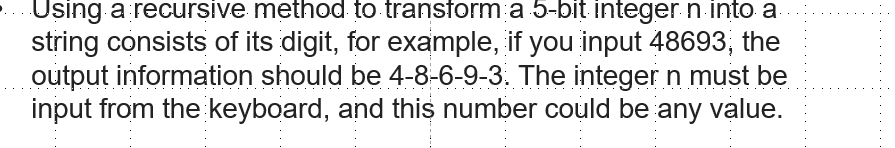 Using a recursive method to transform a 5-bit integer n into a
string consists of its digit, for example, if you input 48693, the
output information should be 4-8-6-9-3. The integer n must be
input from the keyboard, and this number could be any value.